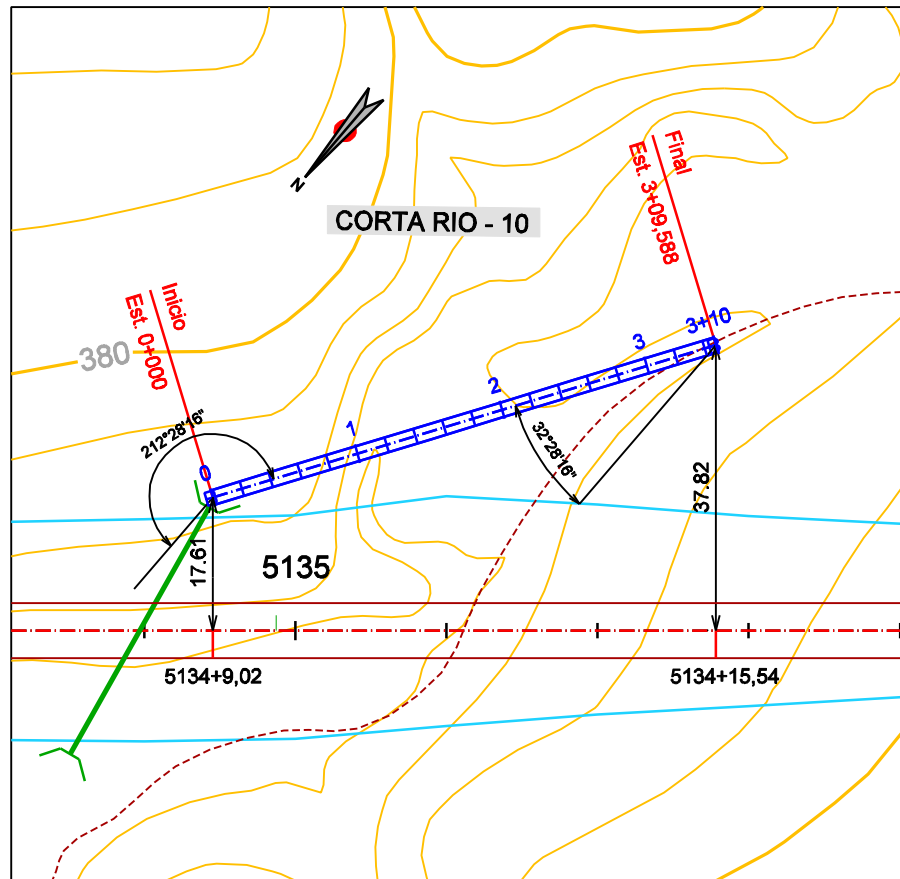 Final
Est. 3+09,588
N
CORTA RIO - 10
Inicio
Est. 0+000
380
3+10
3
2
1
0
212°28'16"
32°28'16"
37.82
17.61
5135
5134+9,02
5134+15,54